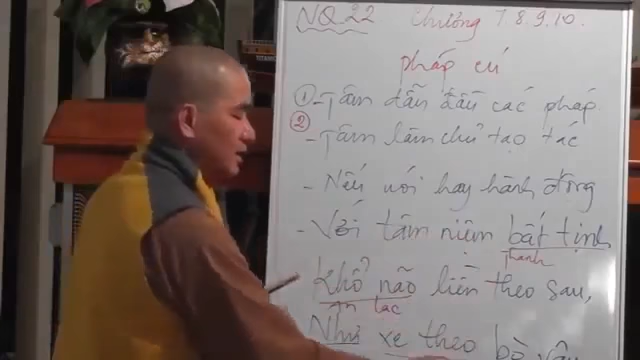 NQ.22 Chương 7.8.9.10.
pháp cú
① - Tâm dẫn đầu các pháp
② - Tâm làm chủ tạo tác
- Nếu nói hay hành động
- Với tâm niệm bất tịnh
thanh
Khổ não liền theo sau,
an lạc
Như xe theo bò